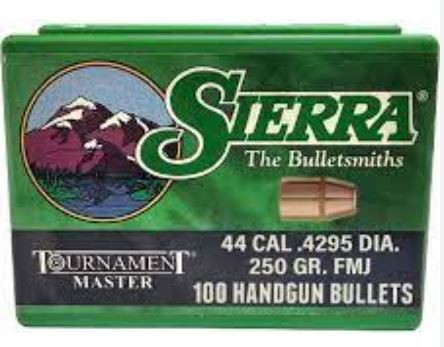 SIERRA®
The Bulletsmiths
TOURNAMENT®
MASTER
44 CAL .4295 DIA.
250 GR. FMJ
100 HANDGUN BULLETS